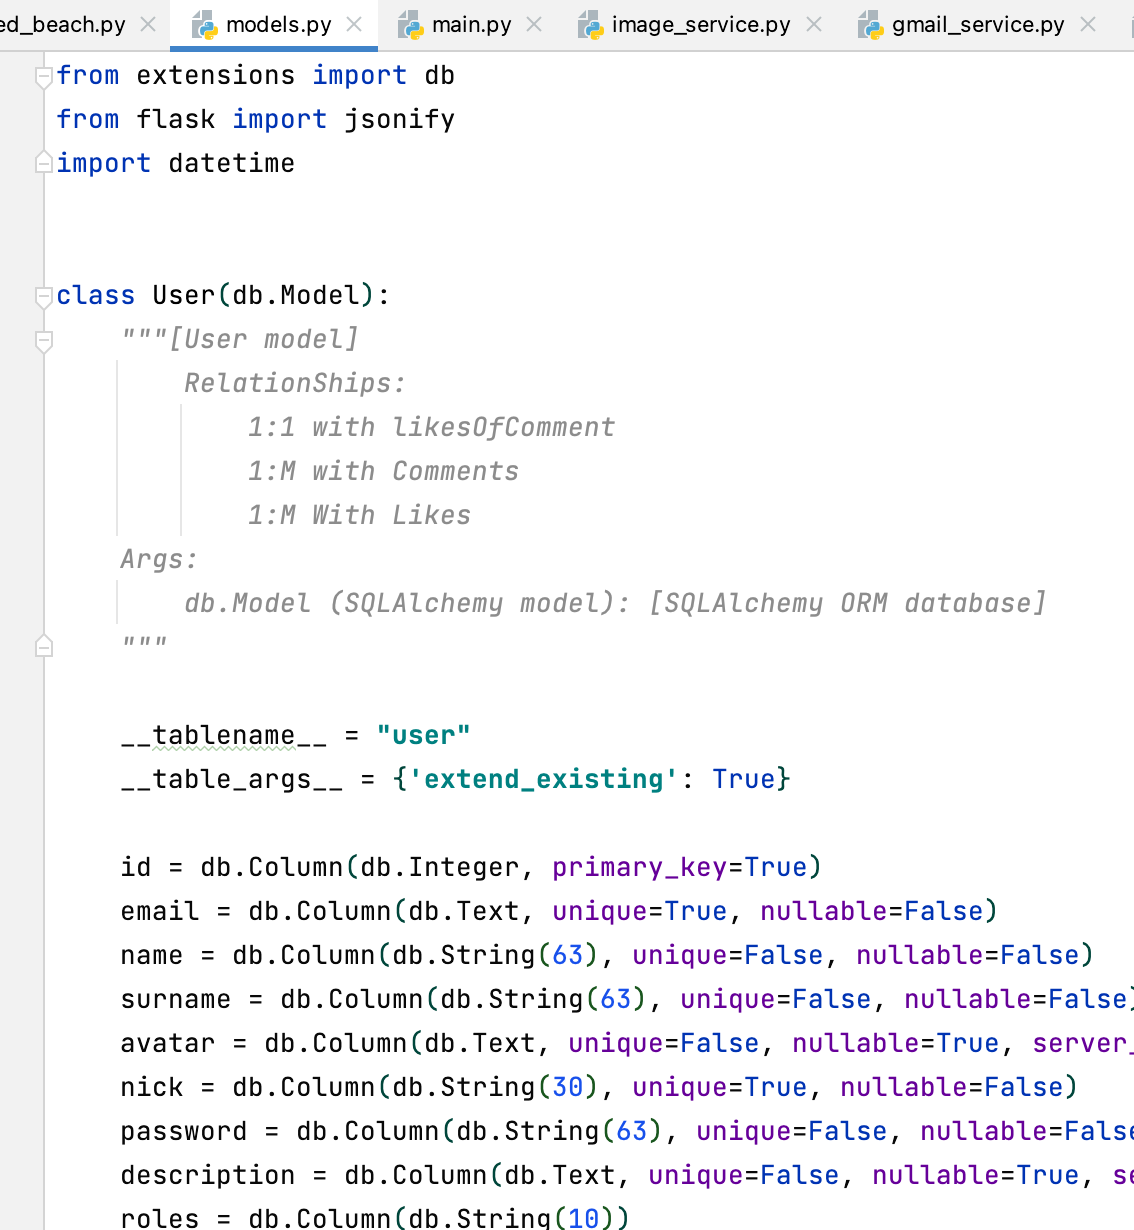 ed_beach.py models.py main.py image_service.py gmail_service.py
from extensions import db
from flask import jsonify
import datetime
class User(db.Model):
"""[User model]
RelationShips:
1:1 with likesOfComment
1:M with Comments
1:M With Likes
Args:
db.Model (SQLAlchemy model): [SQLAlchemy ORM database]
"""
__tablename__ = "user"
__table_args__ = {'extend_existing': True}
id = db.Column(db.Integer, primary_key=True)
email = db.Column(db.Text, unique=True, nullable=False)
name = db.Column(db.String(63), unique=False, nullable=False)
surname = db.Column(db.String(63), unique=False, nullable=False)
avatar = db.Column(db.Text, unique=False, nullable=True, server_
nick = db.Column(db.String(30), unique=True, nullable=False)
password = db.Column(db.String(63), unique=False, nullable=False
description = db.Column(db.Text, unique=False, nullable=True, se
roles = db.Column(db.String(10))